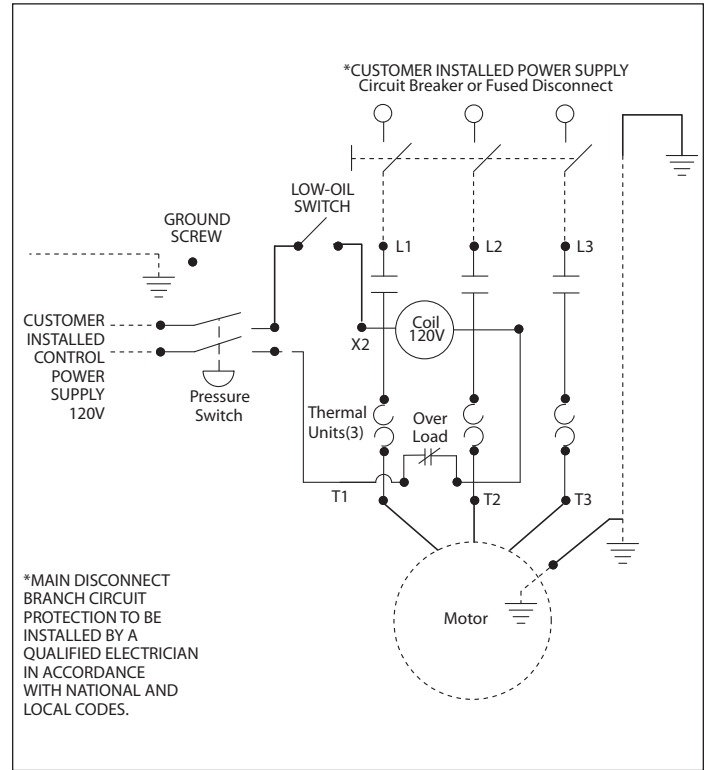 *CUSTOMER INSTALLED POWER SUPPLY
Circuit Breaker or Fused Disconnect
LOW-OIL
SWITCH
GROUND
SCREW
L1
L2
L3
CUSTOMER
INSTALLED
CONTROL
POWER
SUPPLY
120V
Pressure
Switch
X2
Coil
120V
Thermal
Units(3)
Over
Load
T1
T2
T3
Motor
*MAIN DISCONNECT
BRANCH CIRCUIT
PROTECTION TO BE
INSTALLED BY A
QUALIFIED ELECTRICIAN
IN ACCORDANCE
WITH NATIONAL AND
LOCAL CODES.